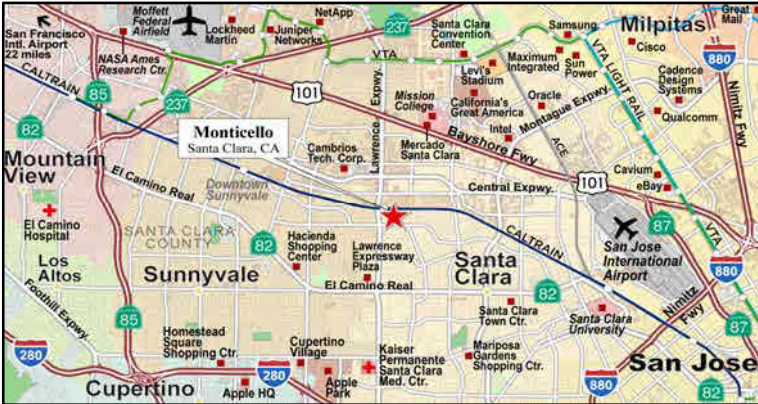 San Francisco
Intl. Airport
22 miles
Moffett
Federal
Airfield
NASA Ames
Research Ctr.
Lockheed
Martin
Juniper
Networks
NetApp
237
VTA
Santa Clara
Convention
Center
Samsung
Milpitas
Great
Mall
Cisco
880
Nimitz Fwy
CALTRAIN
85
237
101
Lawrence Expwy.
Levi's
Stadium
Mission
College
California's
Great America
Maximum
Integrated
Sun
Power
VTA LIGHT RAIL
Cadence
Design
Systems
Oracle
Montague Expwy.
Qualcomm
82
Monticello
Santa Clara, CA
Cambrios
Tech. Corp.
Mercado
Santa Clara
Intel
Bayshore Fwy
ACE
Mountain
View
El Camino Real
Downtown
Sunnyvale
Central Expwy.
101
Cavium
eBay
87
VTA
El Camino
Hospital
SANTA CLARA
COUNTY
82
Hacienda
Shopping
Center
Lawrence
Expressway
Plaza
CALTRAIN
San Jose
International
Airport
Los
Altos
Sunnyvale
Santa
Clara
880
Foothill Expwy.
El Camino Real
82
Nimitz
Fwy
85
Santa Clara
Town Ctr.
Santa Clara
University
87
280
Homestead
Square
Shopping Ctr.
Cupertino
Village
Kaiser
Permanente
Santa Clara
Med. Ctr.
Mariposa
Gardens
Shopping Ctr.
San Jose
Cupertino
Apple HQ
280
Apple
Park
880
82